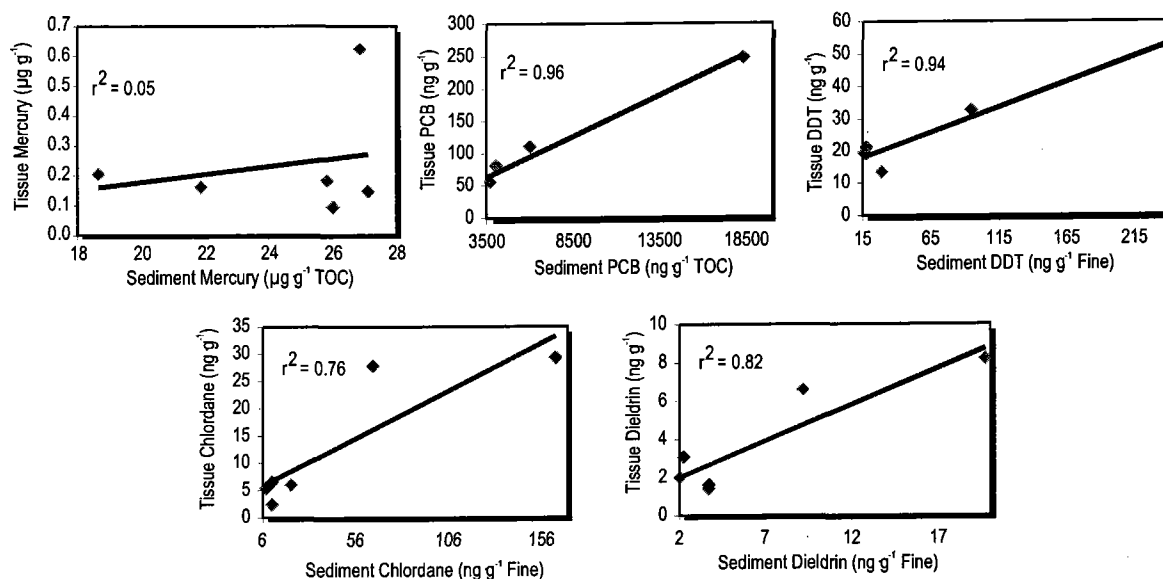 Tissue Mercury (µg g⁻¹)
0.7
0.6
0.5
0.4
0.3
0.2
0.1
0.0
r² = 0.05
18 20 22 24 26 28
Sediment Mercury (µg g⁻¹ TOC)
Tissue PCB (ng g⁻¹)
300
250
200
150
100
50
0
r² = 0.96
3500 8500 13500 18500
Sediment PCB (ng g⁻¹ TOC)
Tissue DDT (ng g⁻¹)
60
50
40
30
20
10
0
r² = 0.94
15 65 115 165 215
Sediment DDT (ng g⁻¹ Fine)
Tissue Chlordane (ng g⁻¹)
35
30
25
20
15
10
5
0
r² = 0.76
6 56 106 156
Sediment Chlordane (ng g⁻¹ Fine)
Tissue Dieldrin (ng g⁻¹)
10
8
6
4
2
0
r² = 0.82
2 7 12 17
Sediment Dieldrin (ng g⁻¹ Fine)